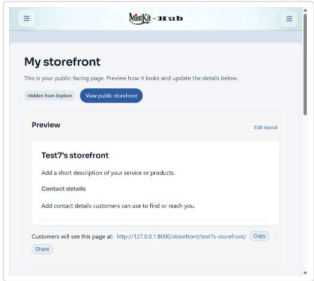 MintKit - Hub
My storefront
This is your public-facing page. Preview how it looks and update the details below.
Hidden from Explore
View public storefront
Preview
Edit layout
Test7's storefront
Add a short description of your service or products.
Contact details
Add contact details customers can use to find or reach you.
Customers will see this page at: http://127.0.0.1:8000/storefront/test7s-storefront/ Copy
Share